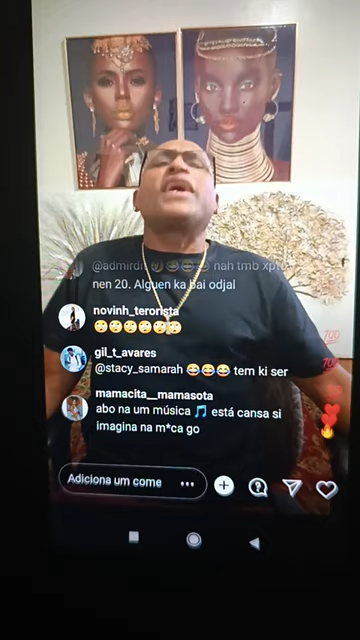 @admirdi 😂😂😂 nah tmb xpt
nen 20. Alguen ka bai odjal
novinh_terorista
🙄🙄🙄🙄🙄🙄
gil_t_avares
@stacy_samarah 😂😂😂 tem ki ser
mamacita__mamasota
abo na um música 🎵 está cansa si
imagina na m*ca go
💯
💯
Adiciona um come